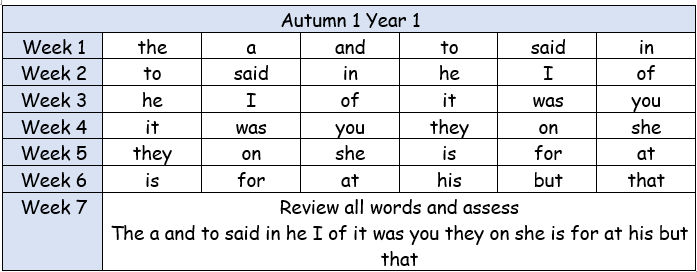 Autumn 1 Year 1
Week 1 the a and to said in
Week 2 to said in he I of
Week 3 he I of it was you
Week 4 it was you they on she
Week 5 they on she is for at
Week 6 is for at his but that
Week 7 Review all words and assess
The a and to said in he I of it was you they on she is for at his but
that